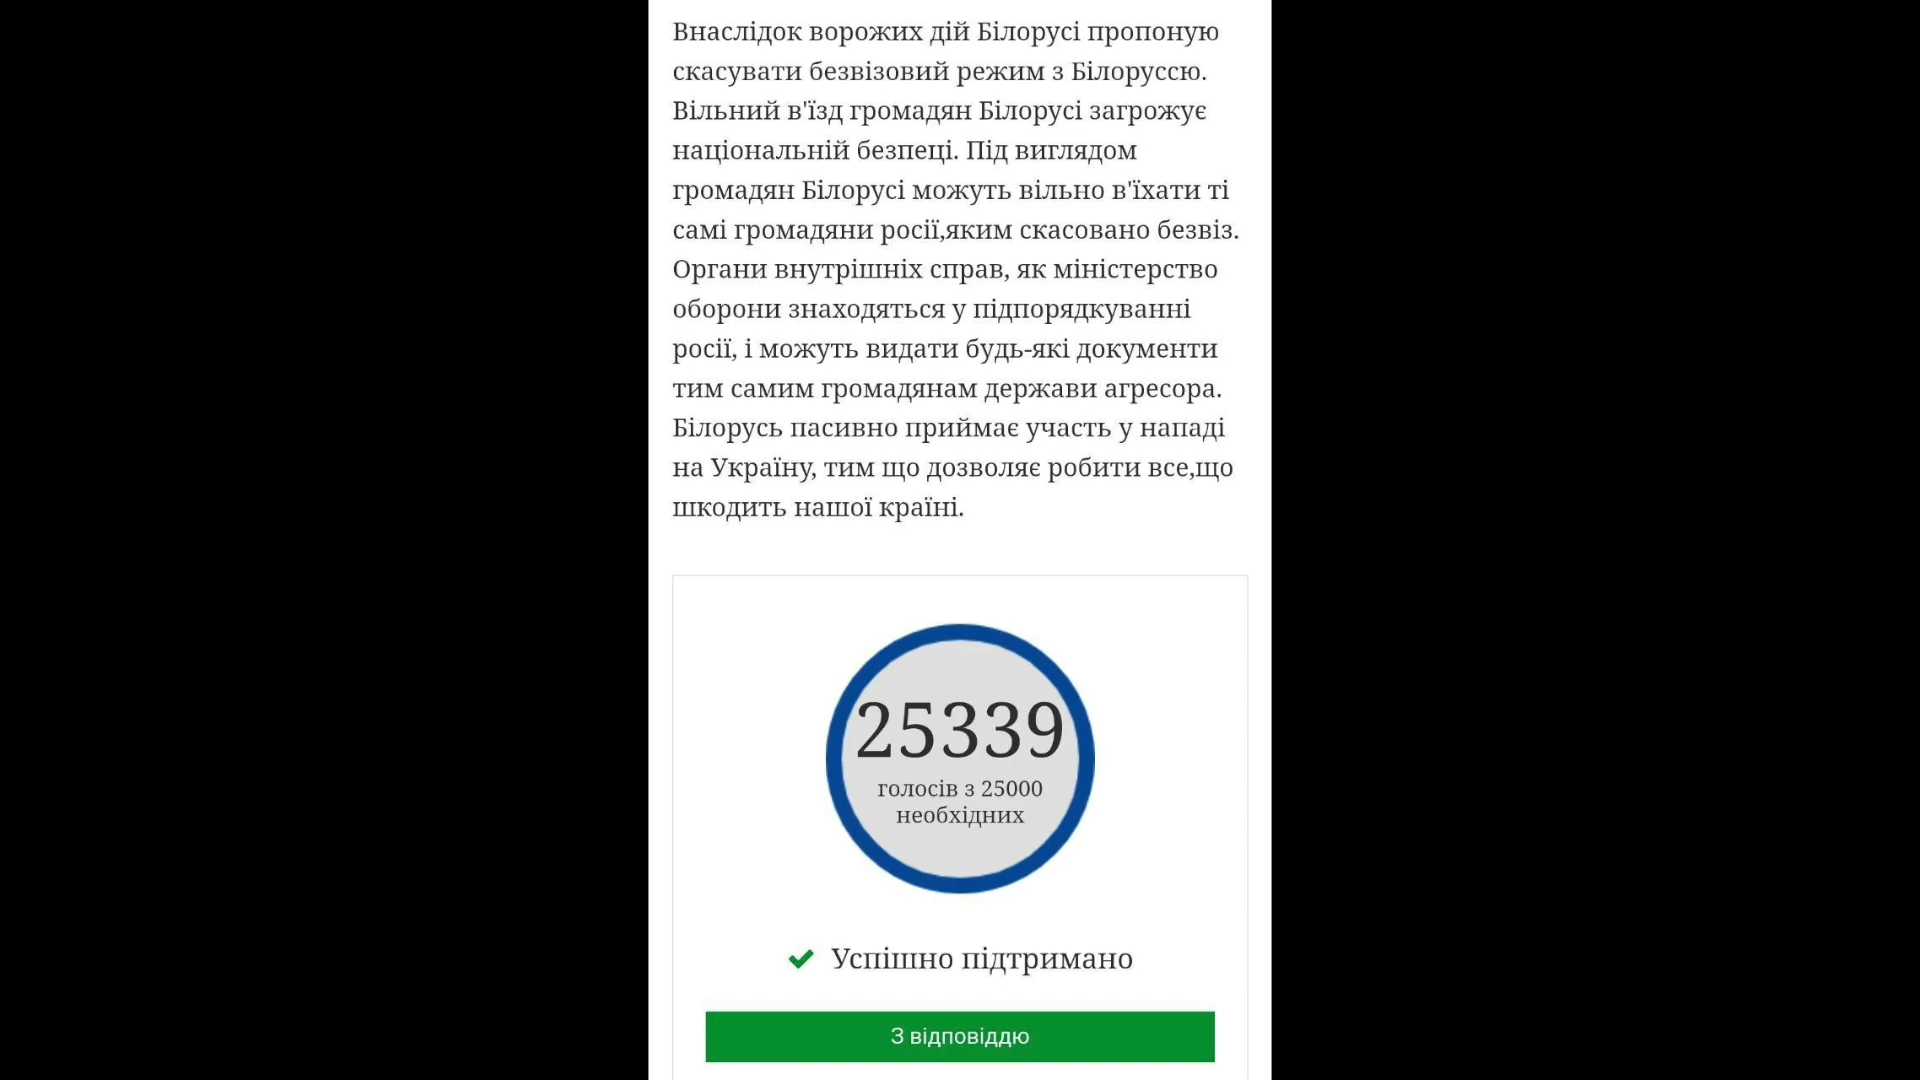 Внаслідок ворожих дій Білорусі пропоную
скасувати безвізовий режим з Білоруссю.
Вільний в'їзд громадян Білорусі загрожує
національній безпеці. Під виглядом
громадян Білорусі можуть вільно в'їхати ті
самі громадяни росії,яким скасовано безвіз.
Органи внутрішніх справ, як міністерство
оборони знаходяться у підпорядкуванні
росії, і можуть видати будь-які документи
тим самим громадянам держави агресора.
Білорусь пасивно приймає участь у нападі
на Україну, тим що дозволяє робити все,що
шкодить нашої країні.
25339
голосів з 25000
необхідних
Успішно підтримано
З відповіддю